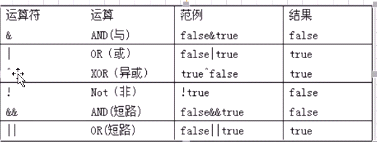 运算符 运算 范例 结果
& AND(与) false&true false
| OR（或） false|true true
^ XOR（异或） true^false true
! Not（非） !true false
&& AND(短路) false&&true false
|| OR(短路) false||true true